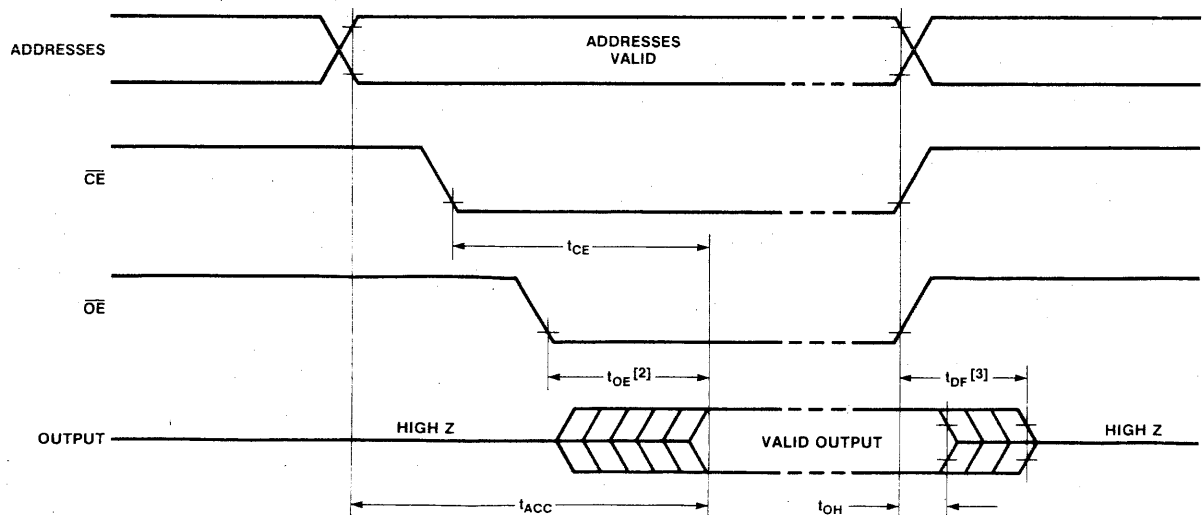 ADDRESSES
ADDRESSES
VALID
CE
tCE
OE
tOE[2]
tDF[3]
OUTPUT
HIGH Z
VALID OUTPUT
HIGH Z
tACC
tOH